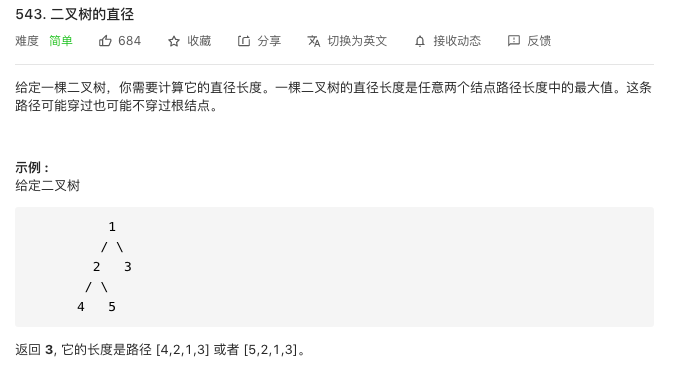 543. 二叉树的直径
难度 简单 684 收藏 分享 切换为英文 接收动态 反馈
给定一棵二叉树，你需要计算它的直径长度。一棵二叉树的直径长度是任意两个结点路径长度中的最大值。这条
路径可能穿过也可能不穿过根结点。
示例 :
给定二叉树
1
/ \
2 3
/ \
4 5
返回 3, 它的长度是路径 [4,2,1,3] 或者 [5,2,1,3]。